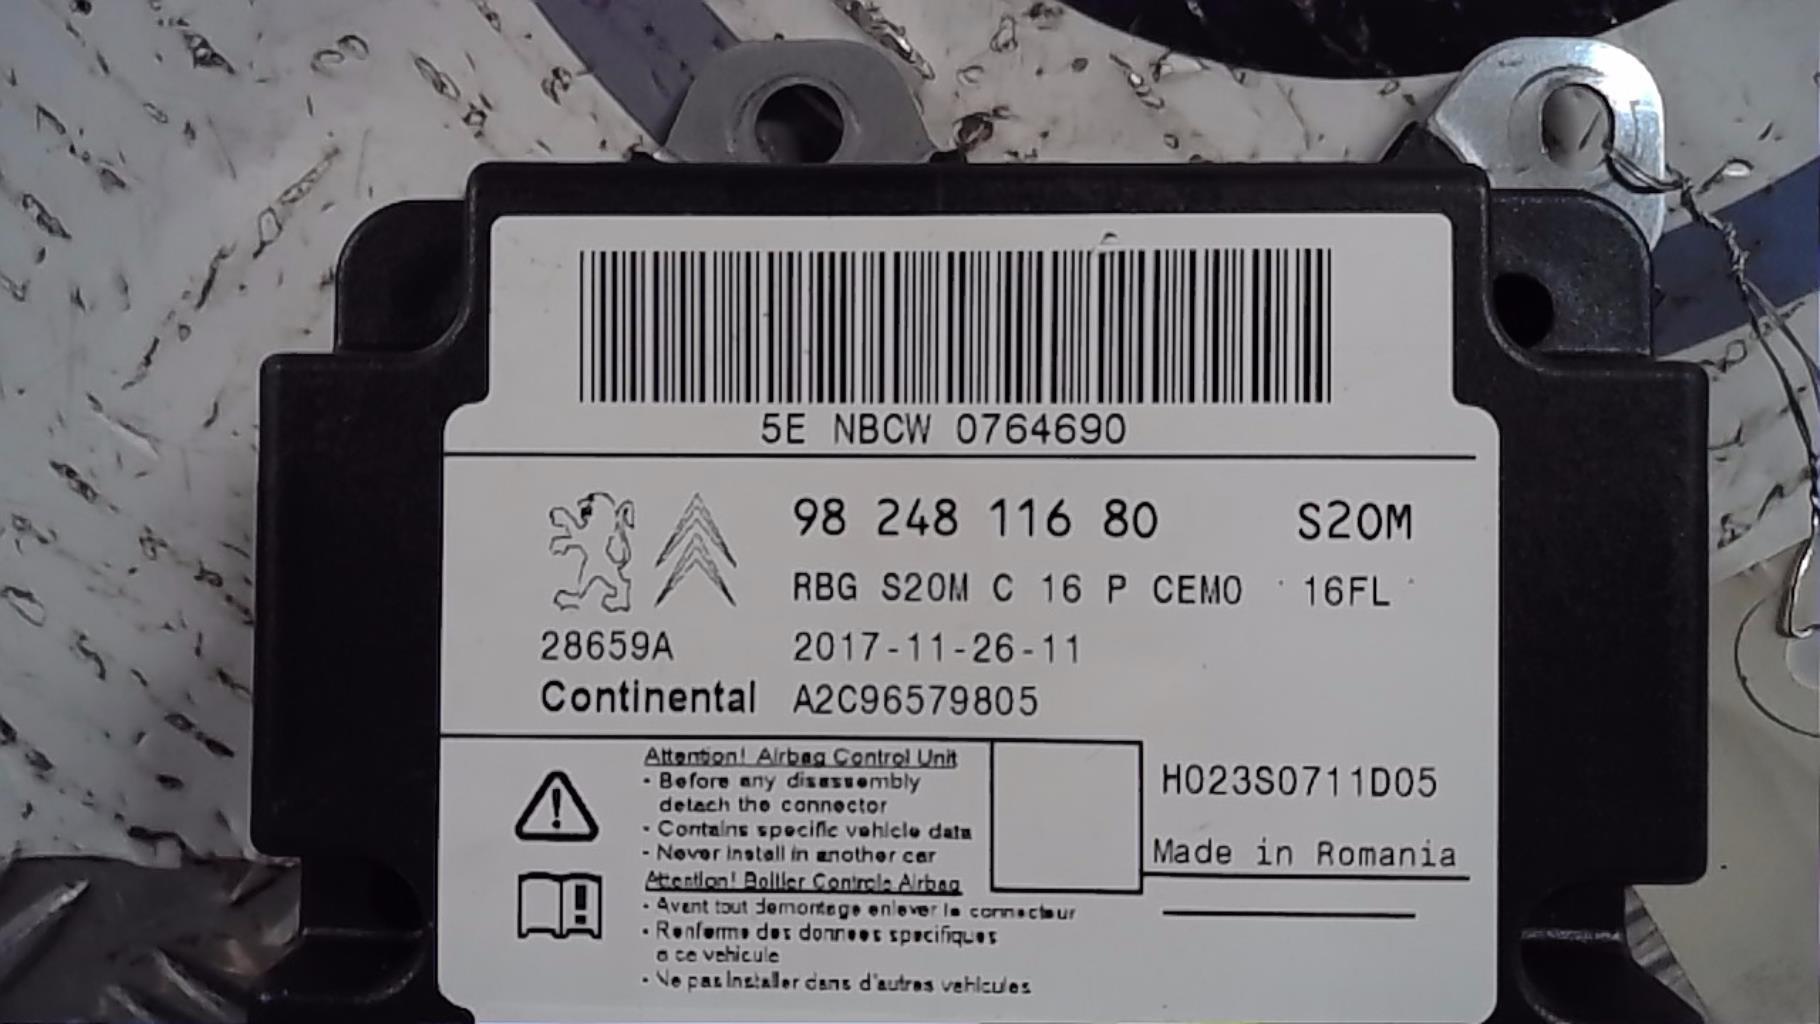 5E NBCW 0764690
98 248 116 80 S20M
RBG S20M C 16 P CEMO 16FL
28659A 2017-11-26-11
Continental A2C96579805
Attention! Airbag Control Unit
- Before any disassembly
detach the connector
- Contains specific vehicle data
- Never install in another car
H023S0711D05
Made in Romania
Attention! Boitier Controle Airbag
- Avant tout demontage enlever le connecteur
- Renferme des donnees specifiques
a ce vehicule
- Ne pas installer dans d'autres vehicules